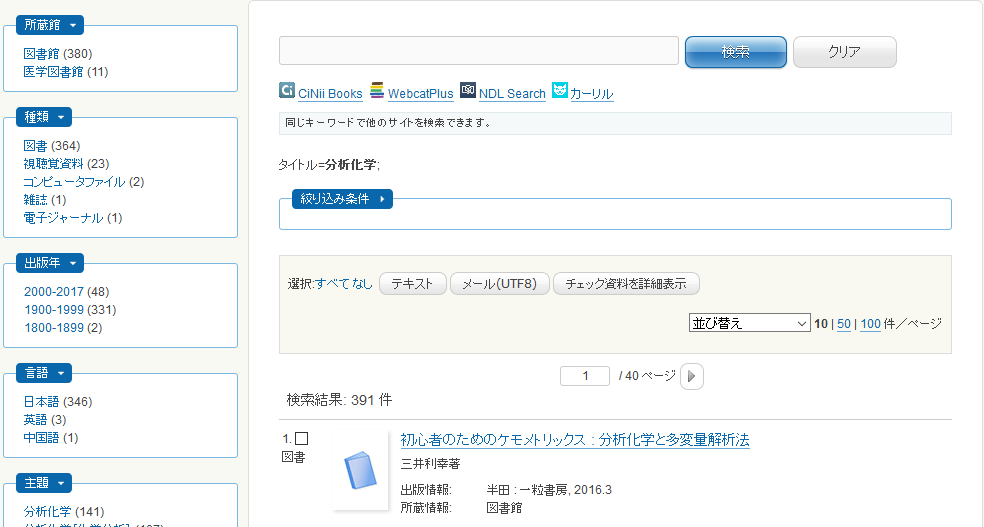 所蔵館
図書館 (380)
医学図書館 (11)
種類
図書 (364)
視聴覚資料 (23)
コンピュータファイル (2)
雑誌 (1)
電子ジャーナル (1)
出版年
2000-2017 (48)
1900-1999 (331)
1800-1899 (2)
言語
日本語 (346)
英語 (3)
中国語 (1)
主題
分析化学 (141)
検索 クリア
CiNii Books WebcatPlus NDL Search カーリル
同じキーワードで他のサイトを検索できます。
タイトル=分析化学;
絞り込み条件
選択:すべて なし テキスト メール(UTF8) チェック資料を詳細表示
並び替え 10 | 50 | 100 件／ページ
1 / 40 ページ
検索結果: 391 件
1. 初心者のためのケモメトリックス : 分析化学と多変量解析法
図書
三井利幸著
出版情報: 半田 : 一粒書房, 2016.3
所蔵情報: 図書館